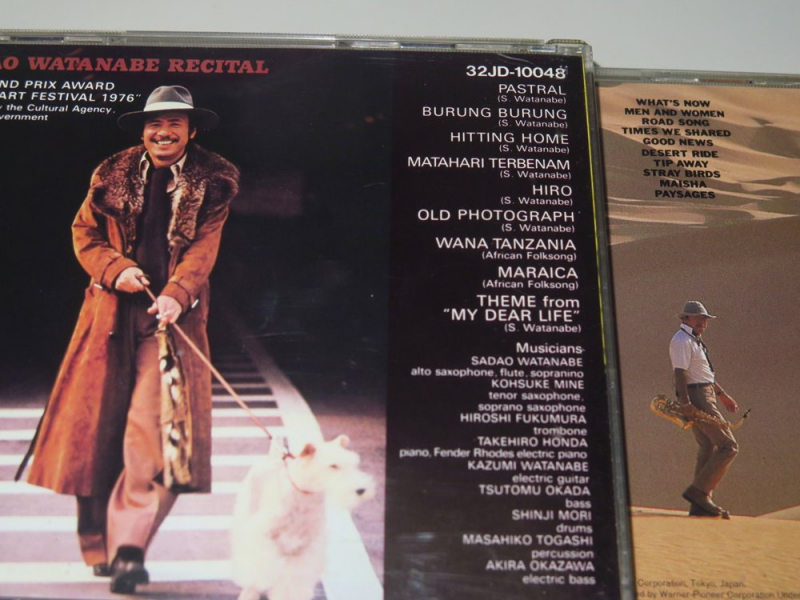 AO WATANABE RECITAL
ND PRIX AWARD
ART FESTIVAL 1976"
y the Cultural Agency,
vernment
32JD-10048
PASTRAL
(S. Watanabe)
BURUNG BURUNG
(S. Watanabe)
HITTING HOME
(S. Watanabe)
MATAHARI TERBENAM
(S. Watanabe)
HIRO
(S. Watanabe)
OLD PHOTOGRAPH
(S. Watanabe)
WANA TANZANIA
(African Folksong)
MARAICA
(African Folksong)
THEME from
"MY DEAR LIFE"
(S. Watanabe)
Musicians
SADAO WATANABE
alto saxophone, flute, sopranino
KOHSUKE MINE
tenor saxophone,
soprano saxophone
HIROSHI FUKUMURA
trombone
TAKEHIRO HONDA
piano, Fender Rhodes electric piano
KAZUMI WATANABE
electric guitar
TSUTOMU OKADA
bass
SHINJI MORI
drums
MASAHIKO TOGASHI
percussion
AKIRA OKAZAWA
electric bass
WHAT'S NOW
MEN AND WOMEN
ROAD SONG
TIMES WE SHARED
GOOD NEWS
DESERT RIDE
TIP AWAY
STRAY BIRDS
MAISHA
PAYSAGES
Corporation, Tokyo, Japan.
ed by Warner-Pioneer Corporation Under